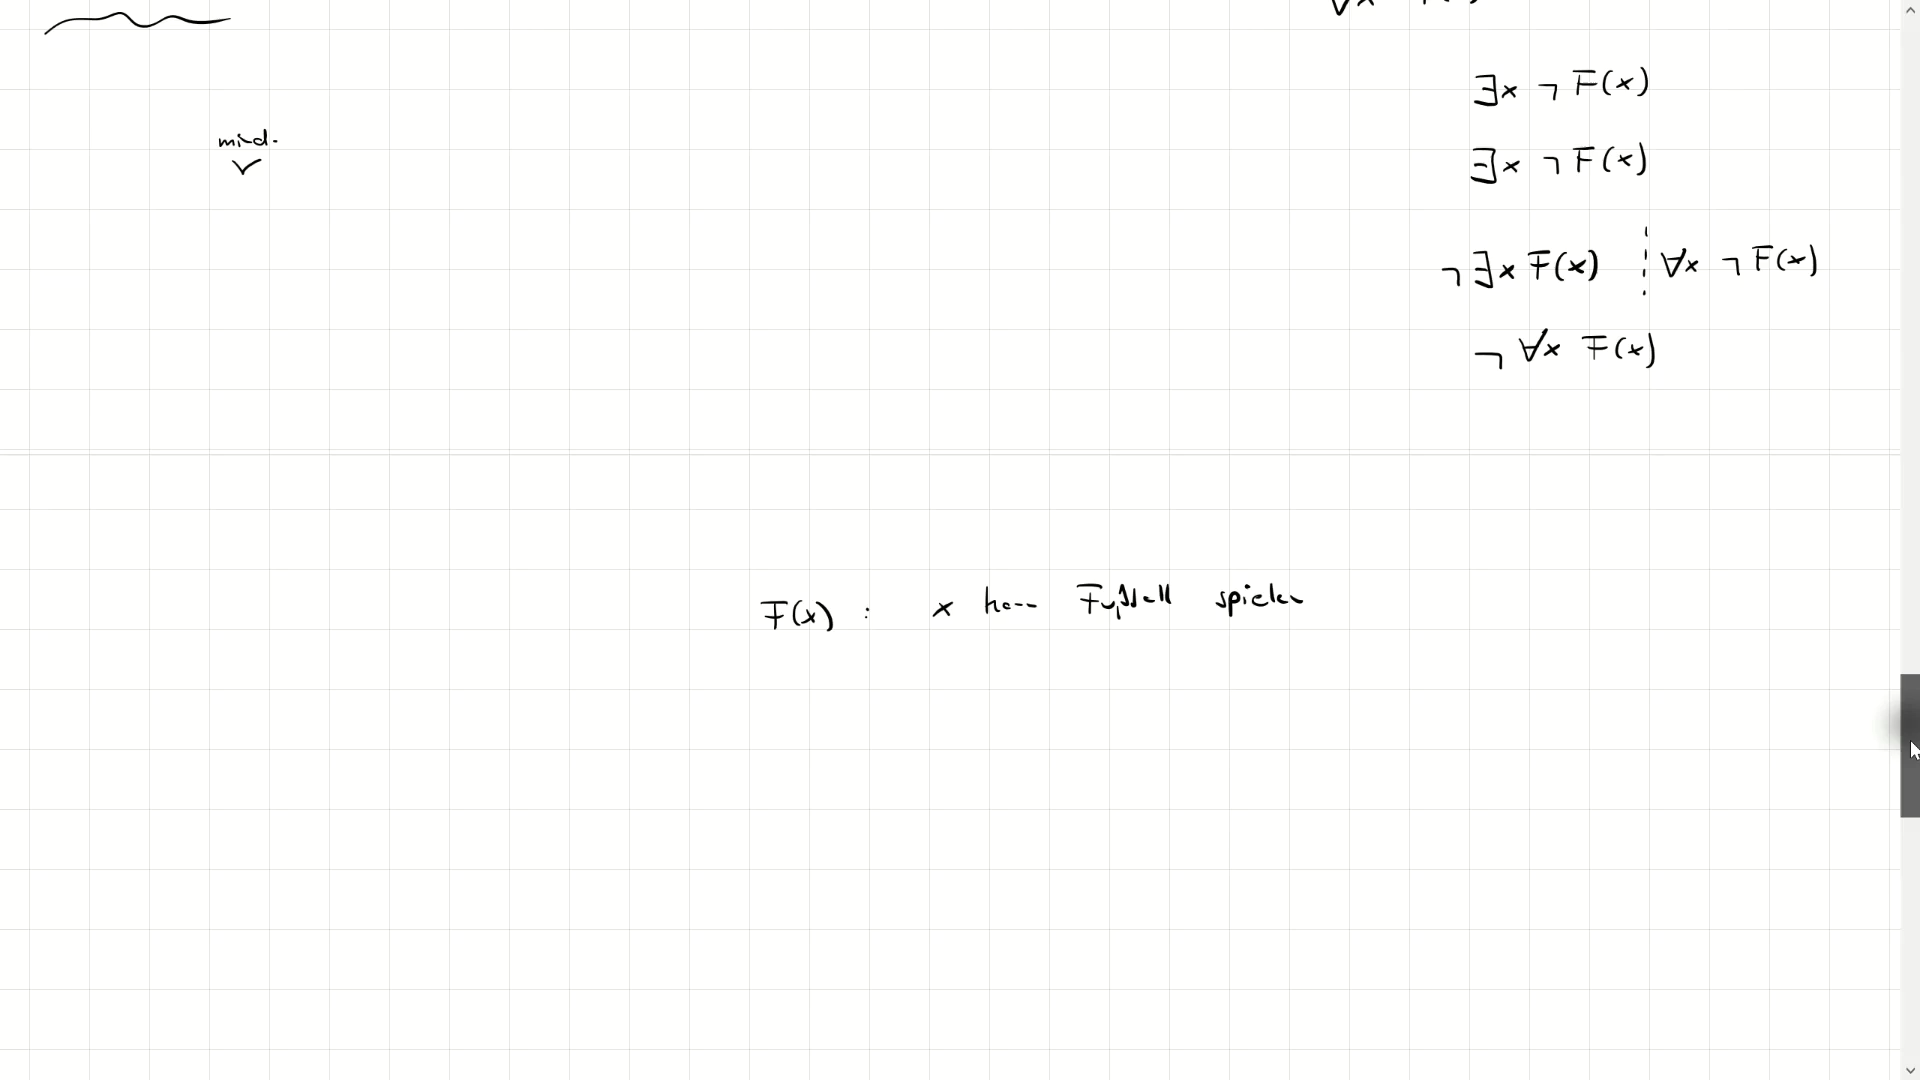 ∃x ¬F(x)
mind.
∃x ¬F(x)
¬∃x F(x) ¦ ∀x ¬F(x)
¬∀x F(x)
F(x) : x kann Fußball spielen